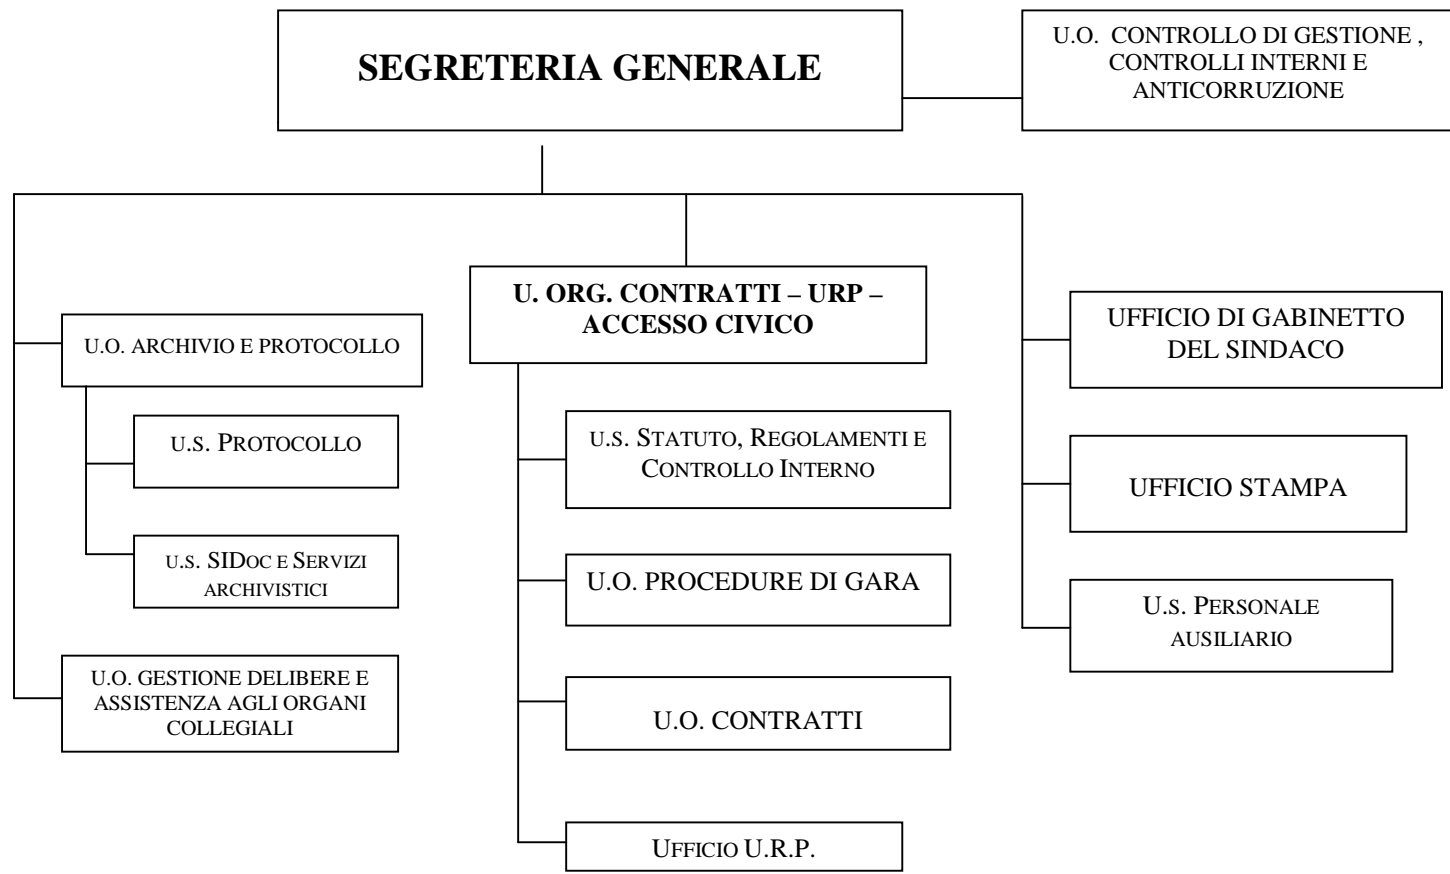 SEGRETERIA GENERALE
U.O. CONTROLLO DI GESTIONE ,
CONTROLLI INTERNI E
ANTICORRUZIONE
U.O. ARCHIVIO E PROTOCOLLO
U.S. PROTOCOLLO
U.S. SIDOC E SERVIZI
ARCHIVISTICI
U.O. GESTIONE DELIBERE E
ASSISTENZA AGLI ORGANI
COLLEGIALI
U. ORG. CONTRATTI – URP –
ACCESSO CIVICO
U.S. STATUTO, REGOLAMENTI E
CONTROLLO INTERNO
U.O. PROCEDURE DI GARA
U.O. CONTRATTI
UFFICIO U.R.P.
UFFICIO DI GABINETTO
DEL SINDACO
UFFICIO STAMPA
U.S. PERSONALE
AUSILIARIO